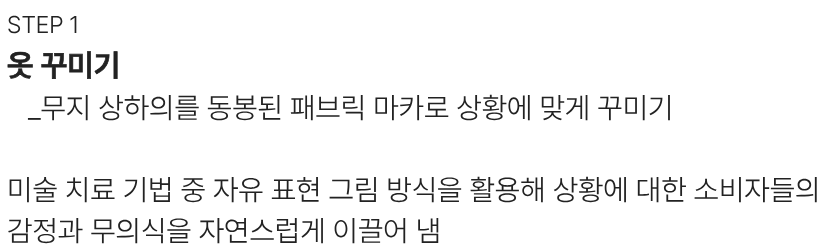 STEP 1
옷 꾸미기
_무지 상하의를 동봉된 패브릭 마카로 상황에 맞게 꾸미기
미술 치료 기법 중 자유 표현 그림 방식을 활용해 상황에 대한 소비자들의
감정과 무의식을 자연스럽게 이끌어 냄